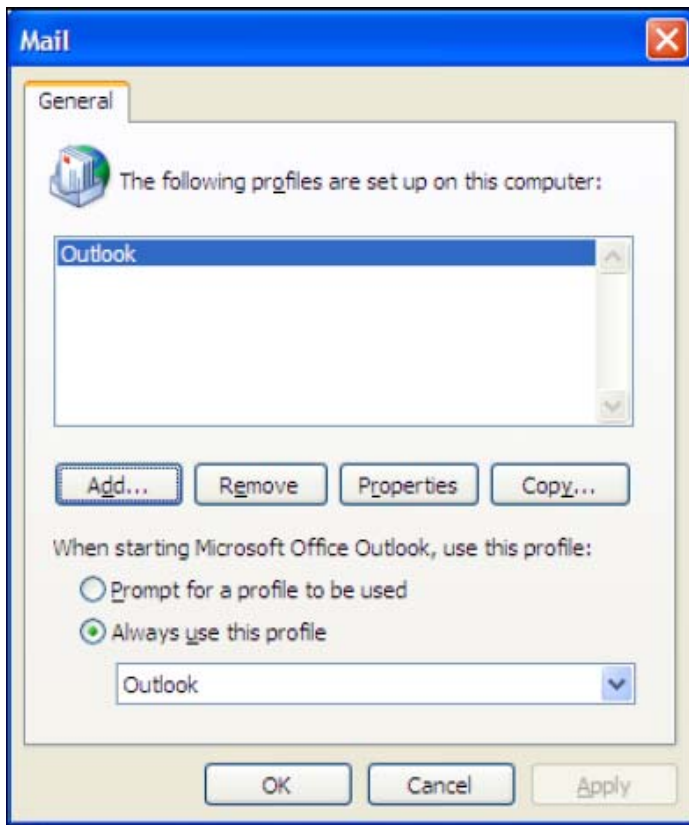 Mail
General
The following profiles are set up on this computer:
Outlook
Add... Remove Properties Copy...
When starting Microsoft Office Outlook, use this profile:
Prompt for a profile to be used
Always use this profile
Outlook
OK Cancel Apply